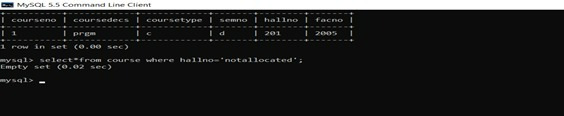 MySQL 5.5 Command Line Client
+----------+------------+------------+-------+--------+-------+
| courseno | coursedecs | coursetype | semno | hallno | facno |
+----------+------------+------------+-------+--------+-------+
| 1 | prgm | c | d | 201 | 2005 |
+----------+------------+------------+-------+--------+-------+
1 row in set (0.00 sec)
mysql> select*from course where hallno='notallocated';
Empty set (0.02 sec)
mysql> _